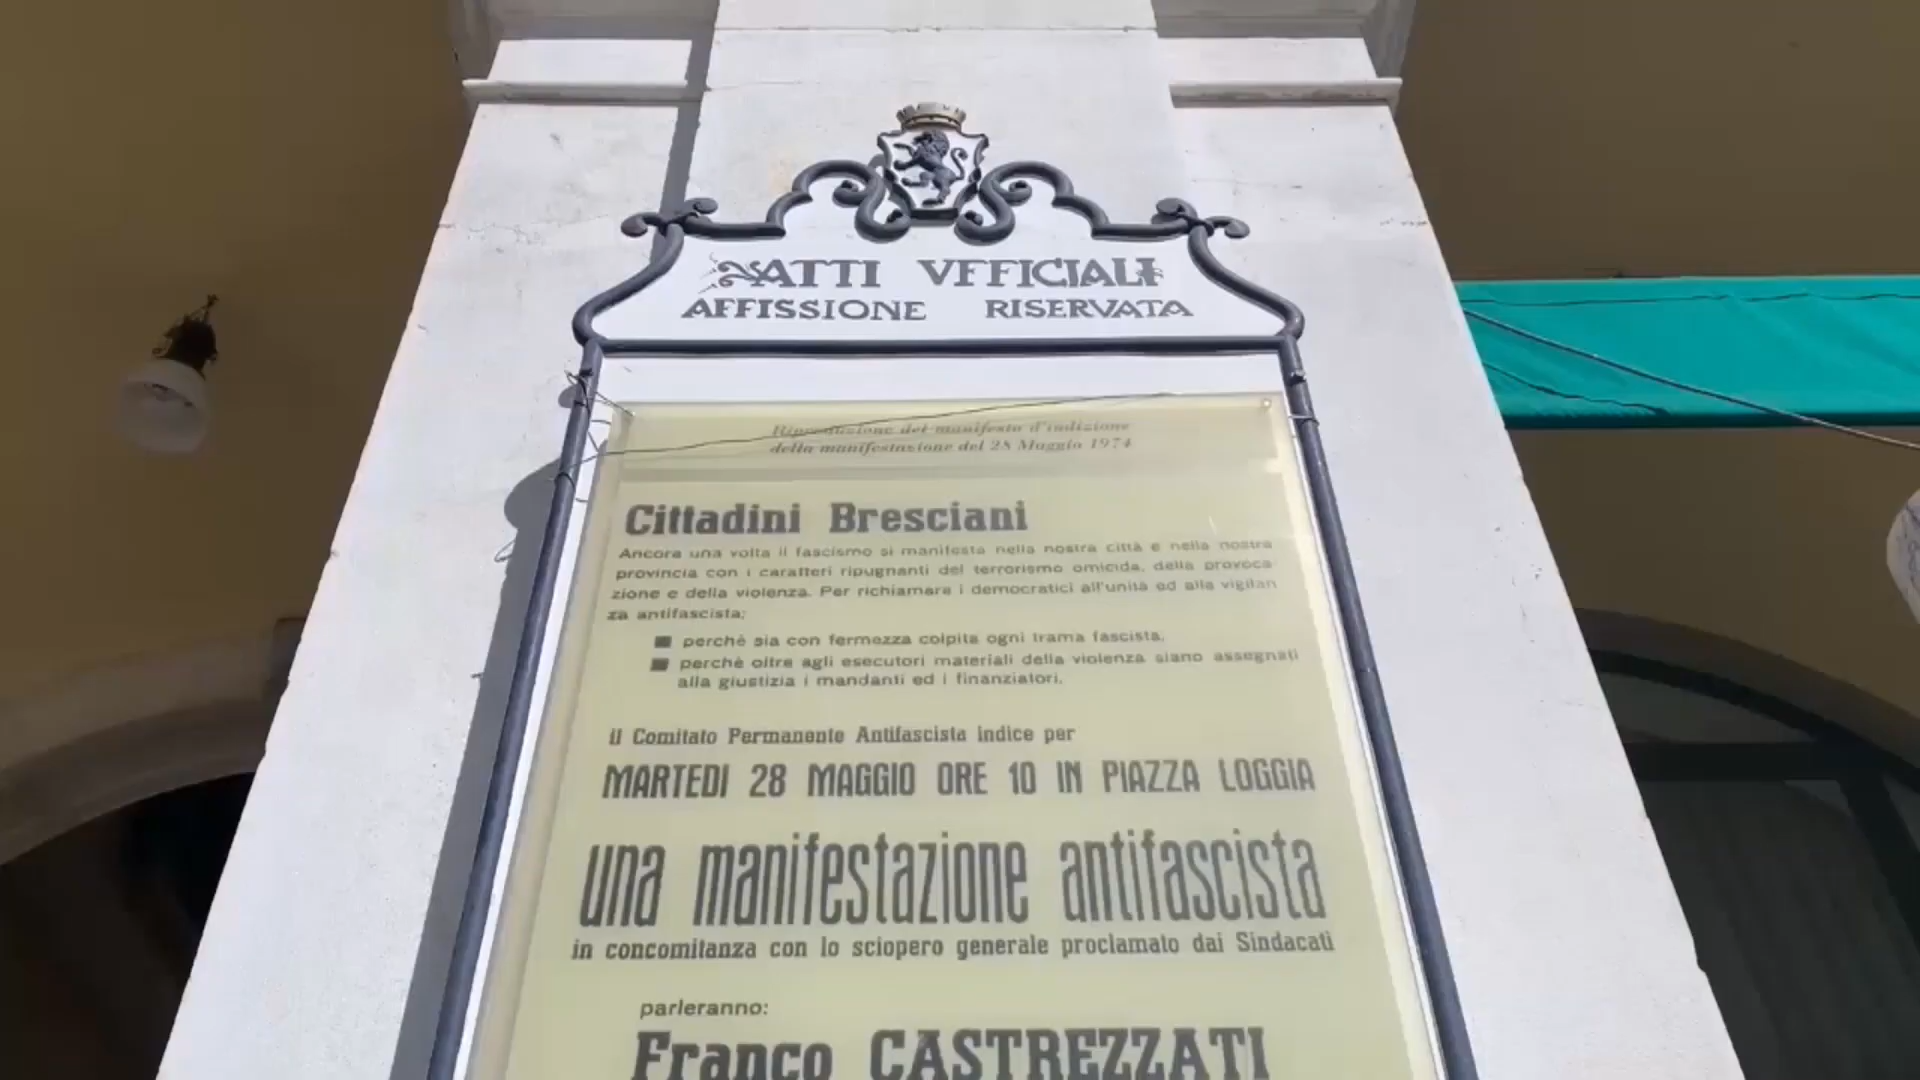 ATTI VFFICIALI
AFFISSIONE RISERVATA
Riproduzione del manifesto d'indizione
della manifestazione del 28 Maggio 1974
Cittadini Bresciani
Ancora una volta il fascismo si manifesta nella nostra città e nella nostra
provincia con i caratteri ripugnanti del terrorismo omicida, della provoca
zione e della violenza. Per richiamare i democratici all'unità ed alla vigilan
za antifascista;
perchè sia con fermezza colpita ogni trama fascista,
perchè oltre agli esecutori materiali della violenza siano assegnati
alla giustizia i mandanti ed i finanziatori,
il Comitato Permanente Antifascista indice per
MARTEDI 28 MAGGIO ORE 10 IN PIAZZA LOGGIA
una manifestazione antifascista
in concomitanza con lo sciopero generale proclamato dai Sindacati
parleranno:
Franco CASTREZZATI